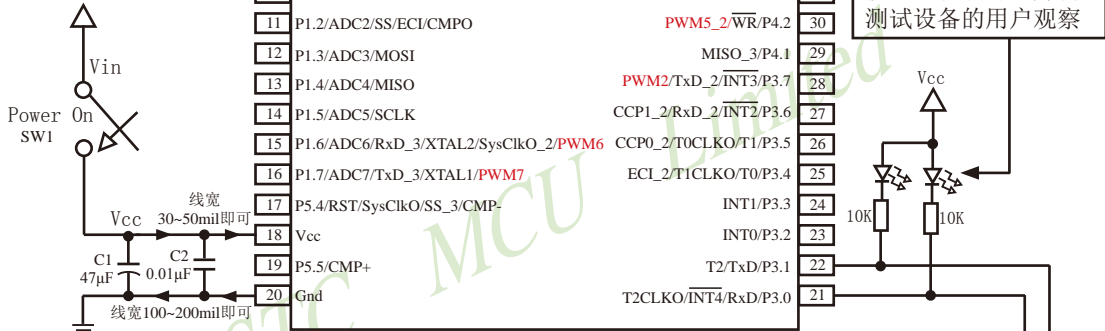 测试设备的用户观察
Vin
Power On
SW1
Vcc
线宽
30~50mil即可
C1
47μF
C2
0.01μF
线宽100~200mil即可
11 P1.2/ADC2/SS/ECI/CMPO
12 P1.3/ADC3/MOSI
13 P1.4/ADC4/MISO
14 P1.5/ADC5/SCLK
15 P1.6/ADC6/RxD_3/XTAL2/SysClkO_2/PWM6
16 P1.7/ADC7/TxD_3/XTAL1/PWM7
17 P5.4/RST/SysClkO/SS_3/CMP-
18 Vcc
19 P5.5/CMP+
20 Gnd
PWM5_2/WR/P4.2 30
MISO_3/P4.1 29
PWM2/TxD_2/INT3/P3.7 28
CCP1_2/RxD_2/INT2/P3.6 27
CCP0_2/T0CLKO/T1/P3.5 26
ECI_2/T1CLKO/T0/P3.4 25
INT1/P3.3 24
INT0/P3.2 23
T2/TxD/P3.1 22
T2CLKO/INT4/RxD/P3.0 21
Vcc
10K
10K
STC MCU Limited